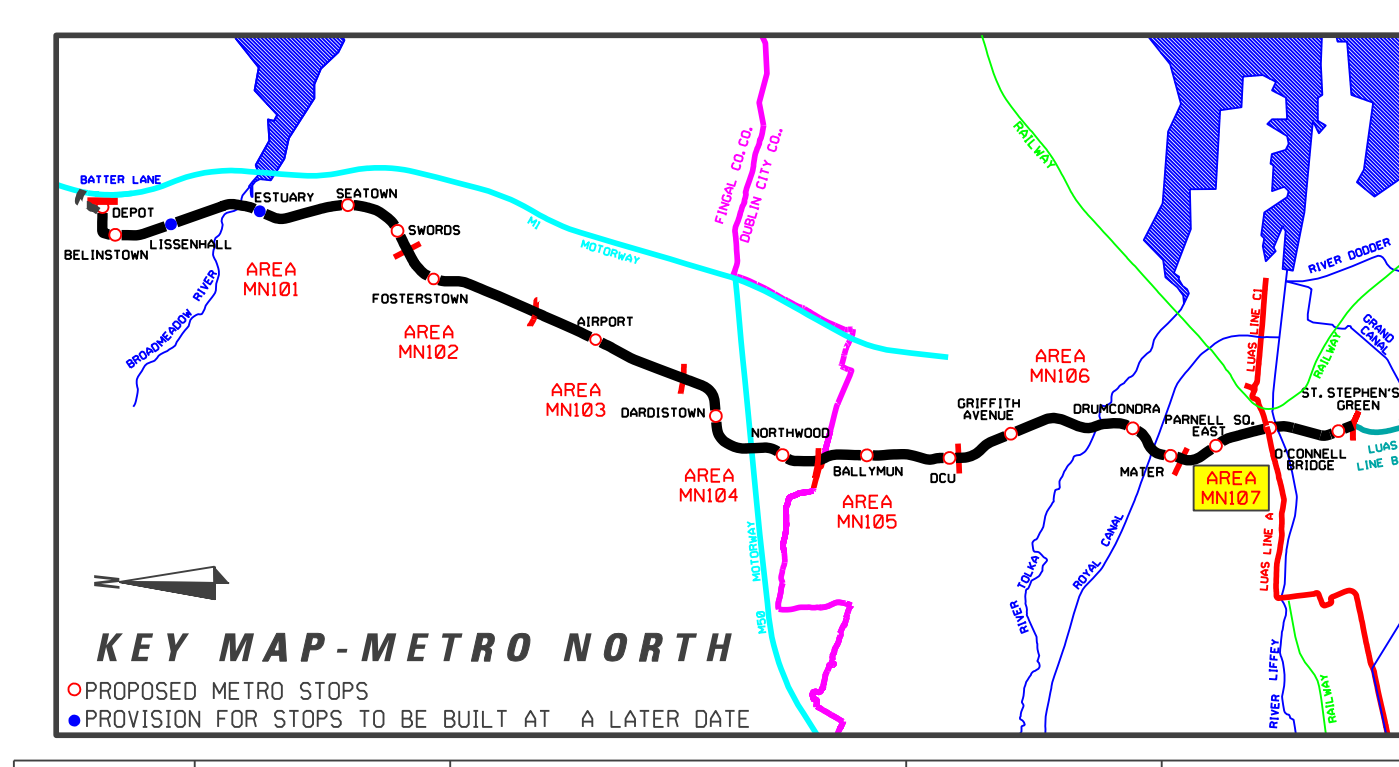 BATTER LANE
DEPOT
BELINSTOWN
LISSENHALL
ESTUARY
SEATOWN
SWORDS
FOSTERSTOWN
BROADMEADOW RIVER
AREA
MN101
AREA
MN102
AIRPORT
AREA
MN103
M1
MOTORWAY
FINGAL CO. CO.
DUBLIN CITY CO..
DARDISTOWN
NORTHWOOD
AREA
MN104
BALLYMUN
AREA
MN105
DCU
MOTORWAY
M50
RAILWAY
GRIFFITH
AVENUE
AREA
MN106
DRUMCONDRA
MATER
PARNELL SQ.
EAST
AREA
MN107
O'CONNELL
BRIDGE
ST.STEPHEN'S
GREEN
LUAS LINE C1
LUAS LINE A
LUAS
LINE B
RIVER DODDER
GRAND
CANAL
RAILWAY
RIVER TOLKA
ROYAL CANAL
RIVER LIFFEY
RAILWAY
N
KEY MAP-METRO NORTH
PROPOSED METRO STOPS
PROVISION FOR STOPS TO BE BUILT AT A LATER DATE